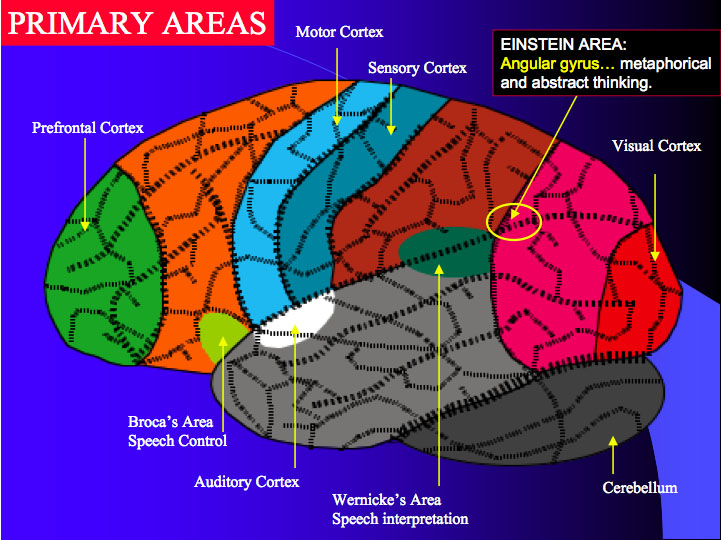 PRIMARY AREAS
Motor Cortex
Sensory Cortex
EINSTEIN AREA:
Angular gyrus… metaphorical
and abstract thinking.
Prefrontal Cortex
Visual Cortex
Broca’s Area
Speech Control
Auditory Cortex
Wernicke’s Area
Speech interpretation
Cerebellum